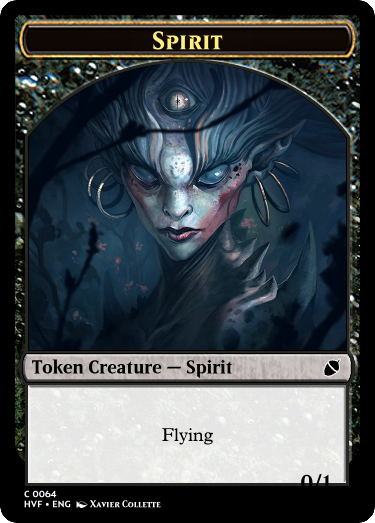 Spirit
Token Creature — Spirit
Flying
0/1
C 0064
HVF • ENG Xavier Collette